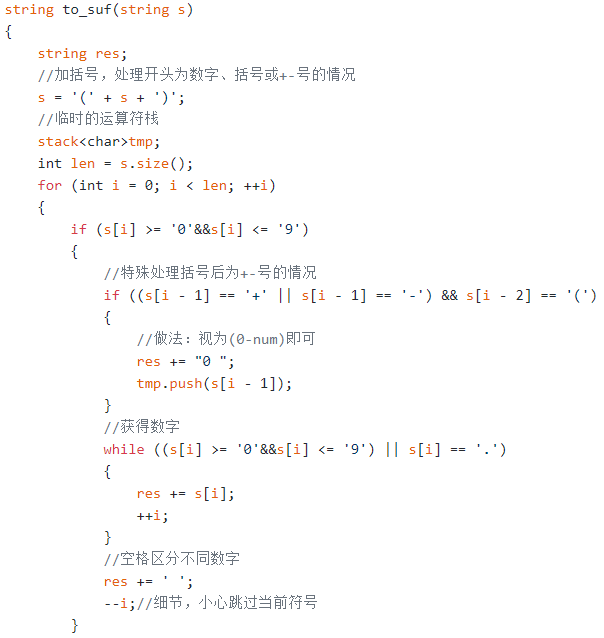 string to_suf(string s)
{
    string res;
    //加括号，处理开头为数字、括号或+-号的情况
    s = '(' + s + ')';
    //临时的运算符栈
    stack<char>tmp;
    int len = s.size();
    for (int i = 0; i < len; ++i)
    {
        if (s[i] >= '0'&&s[i] <= '9')
        {
            //特殊处理括号后为+-号的情况
            if ((s[i - 1] == '+' || s[i - 1] == '-') && s[i - 2] == '(')
            {
                //做法：视为(0-num)即可
                res += "0 ";
                tmp.push(s[i - 1]);
            }
            //获得数字
            while ((s[i] >= '0'&&s[i] <= '9') || s[i] == '.')
            {
                res += s[i];
                ++i;
            }
            //空格区分不同数字
            res += ' ';
            --i;//细节，小心跳过当前符号
        }